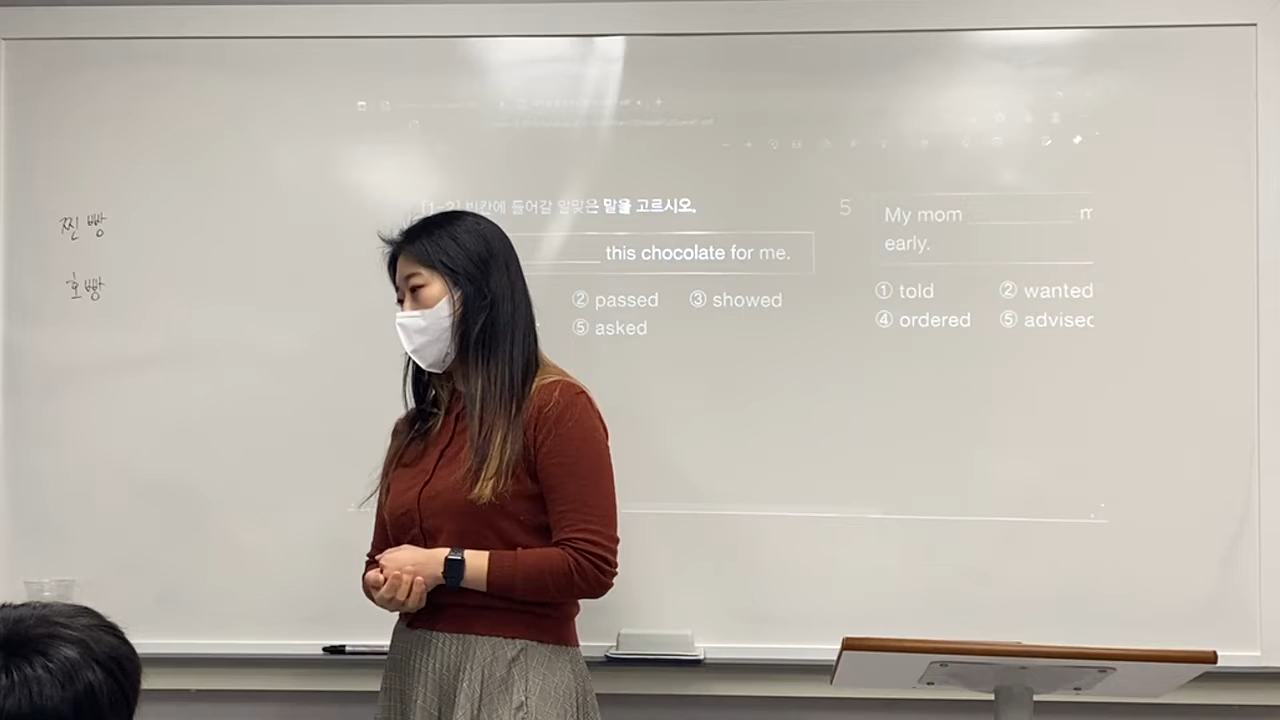 찐빵
호빵
[1-2] 빈칸에 들어갈 알맞은 말을 고르시오.
this chocolate for me.
② passed ③ showed
⑤ asked
5
My mom
early.
① told ② wanted
④ ordered ⑤